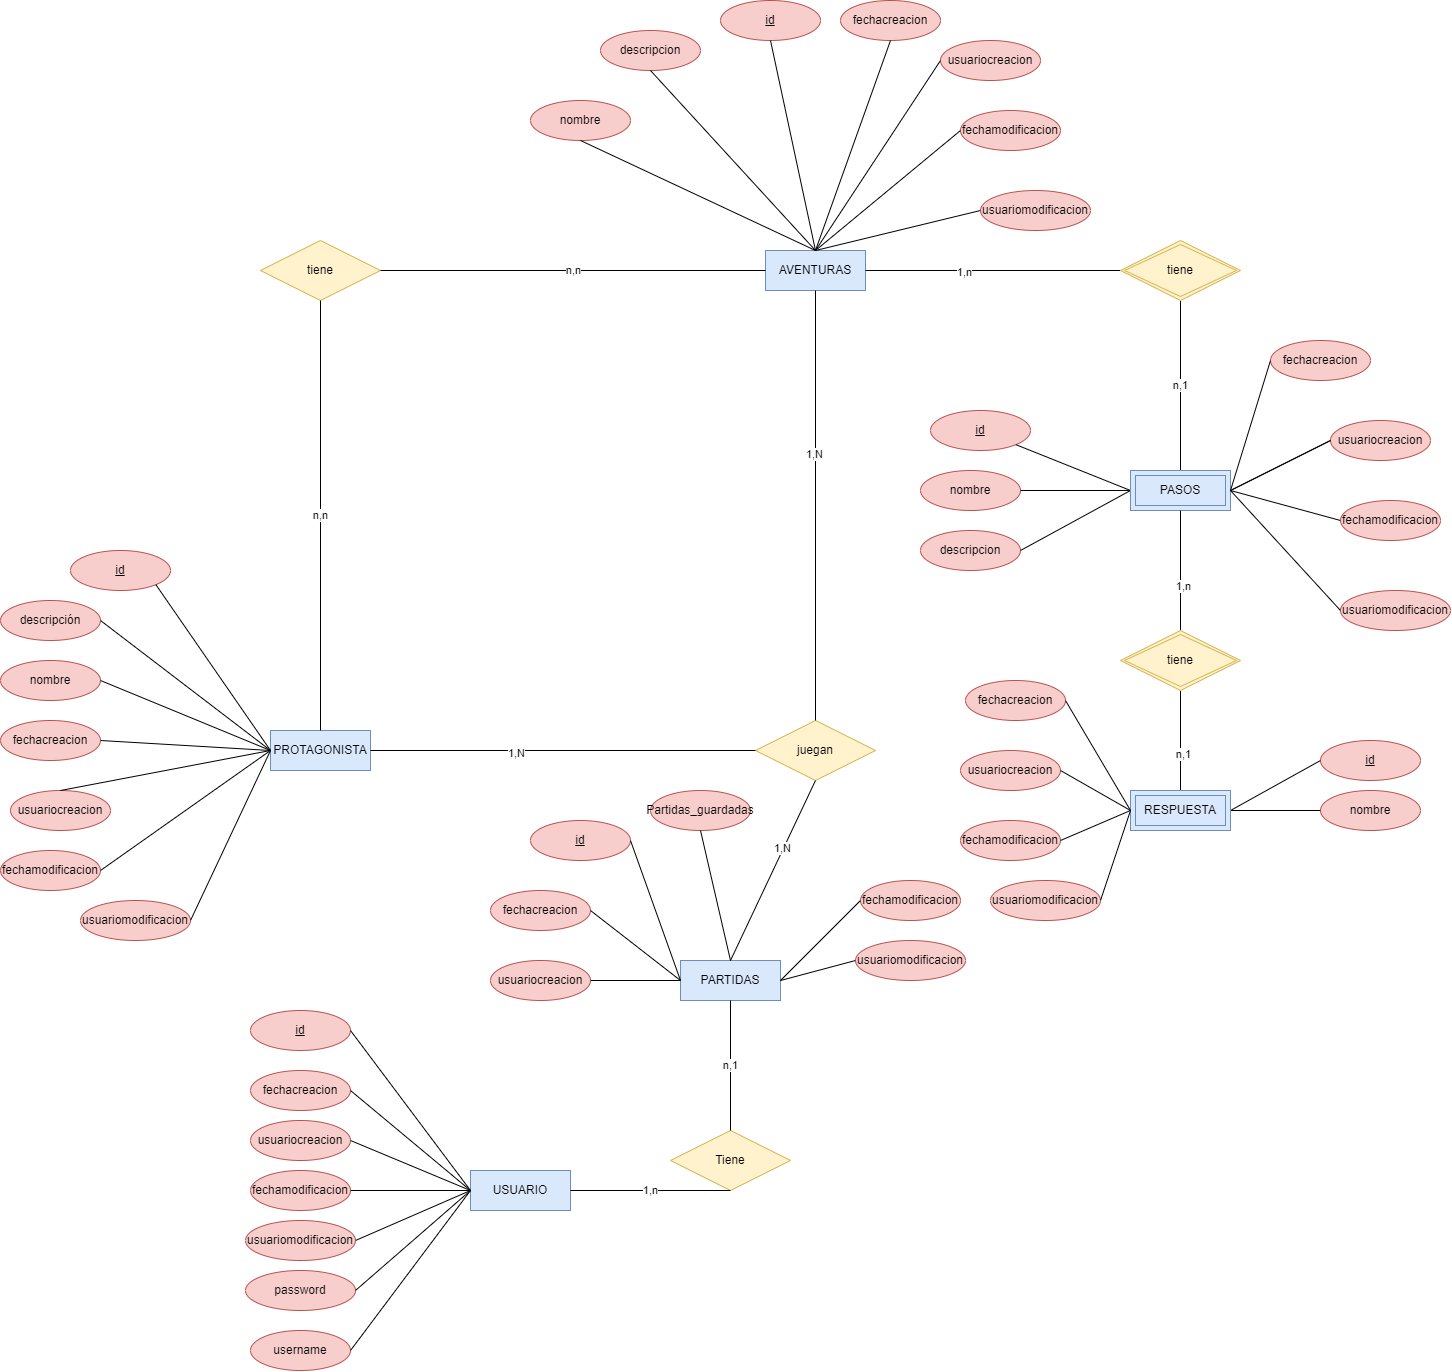 id
fechacreacion
descripcion
usuariocreacion
nombre
fechamodificacion
usuariomodificacion
tiene
n,n
AVENTURAS
1,n
tiene
n,n
1,N
n,1
fechacreacion
id
usuariocreacion
nombre
PASOS
descripcion
fechamodificacion
usuariomodificacion
1,n
tiene
id
descripción
nombre
fechacreacion
PROTAGONISTA
usuariocreacion
fechamodificacion
usuariomodificacion
1,N
juegan
1,N
n,1
fechacreacion
usuariocreacion
fechamodificacion
usuariomodificacion
RESPUESTA
id
nombre
Partidas_guardadas
id
fechacreacion
usuariocreacion
PARTIDAS
fechamodificacion
usuariomodificacion
n,1
Tiene
1,n
USUARIO
id
fechacreacion
usuariocreacion
fechamodificacion
usuariomodificacion
password
username